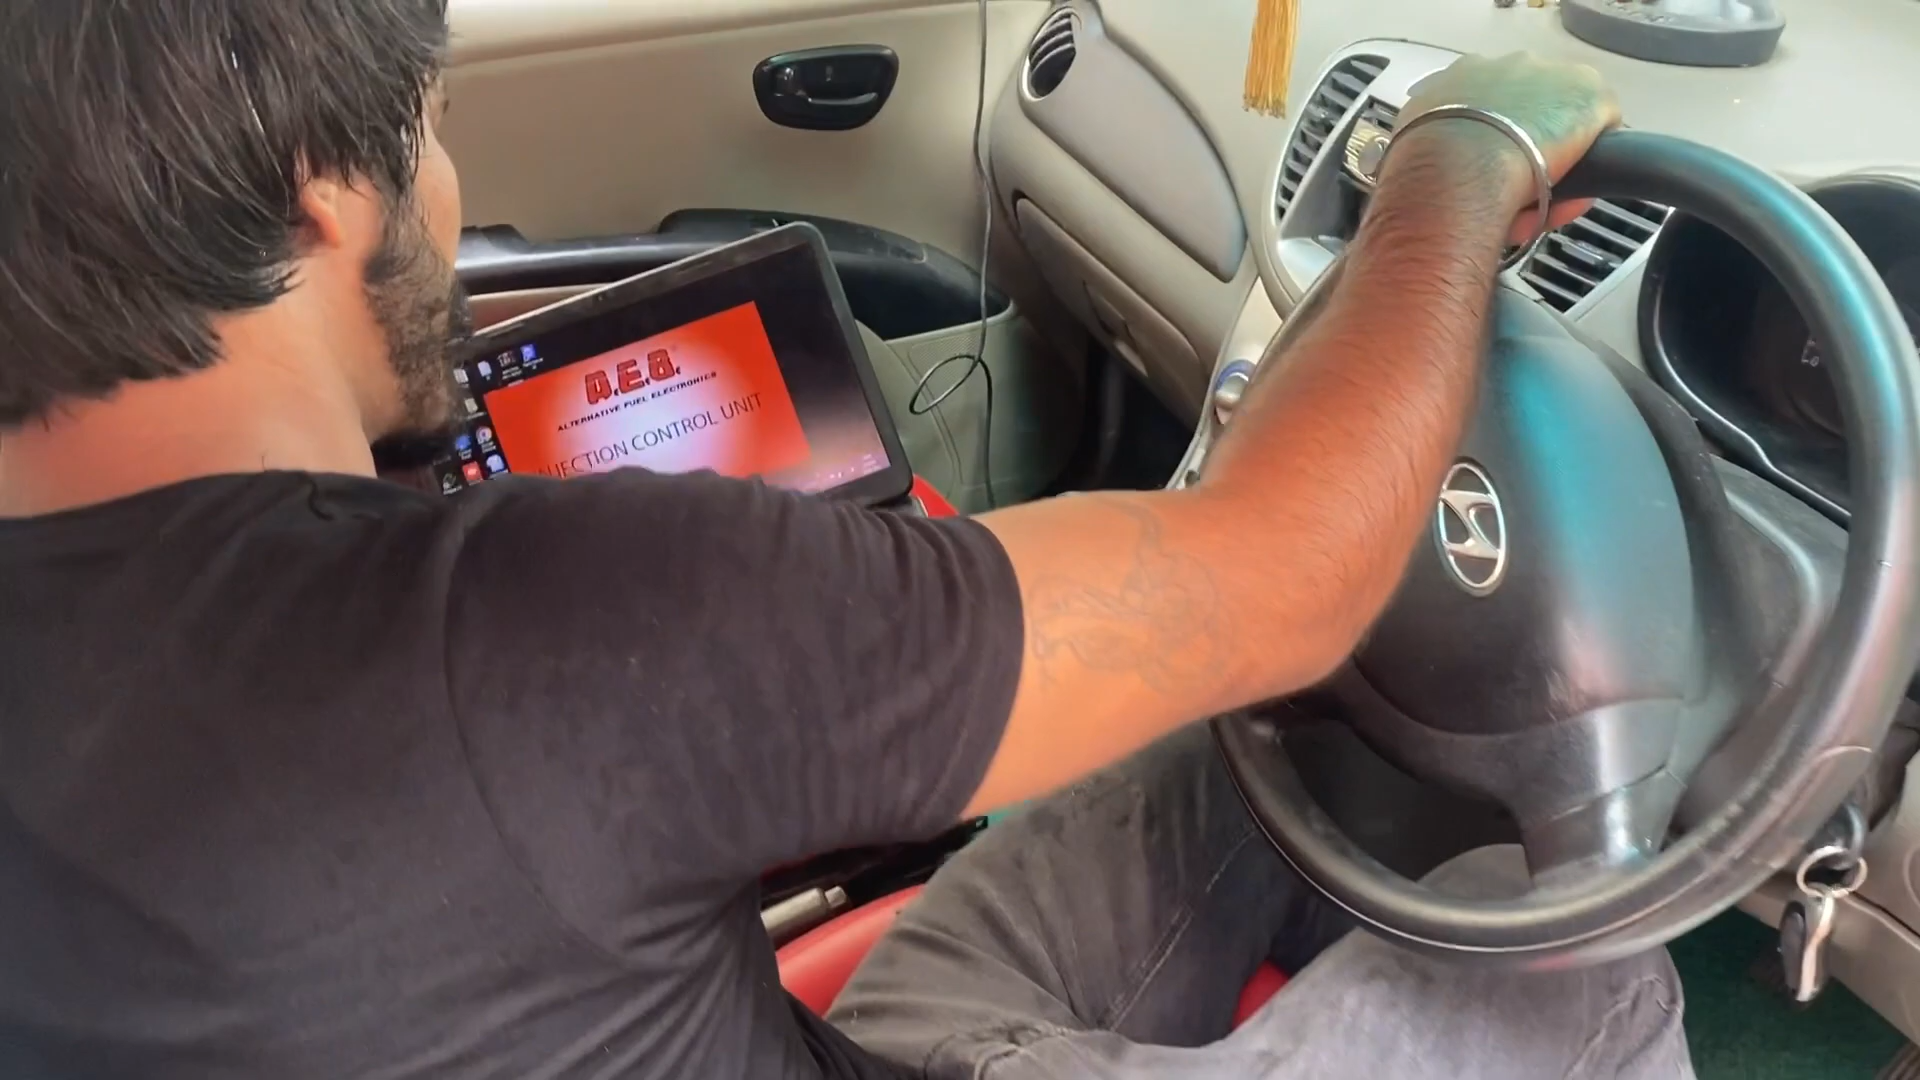 A.E.B.
ALTERNATIVE FUEL ELECTRONICS
INJECTION CONTROL UNIT